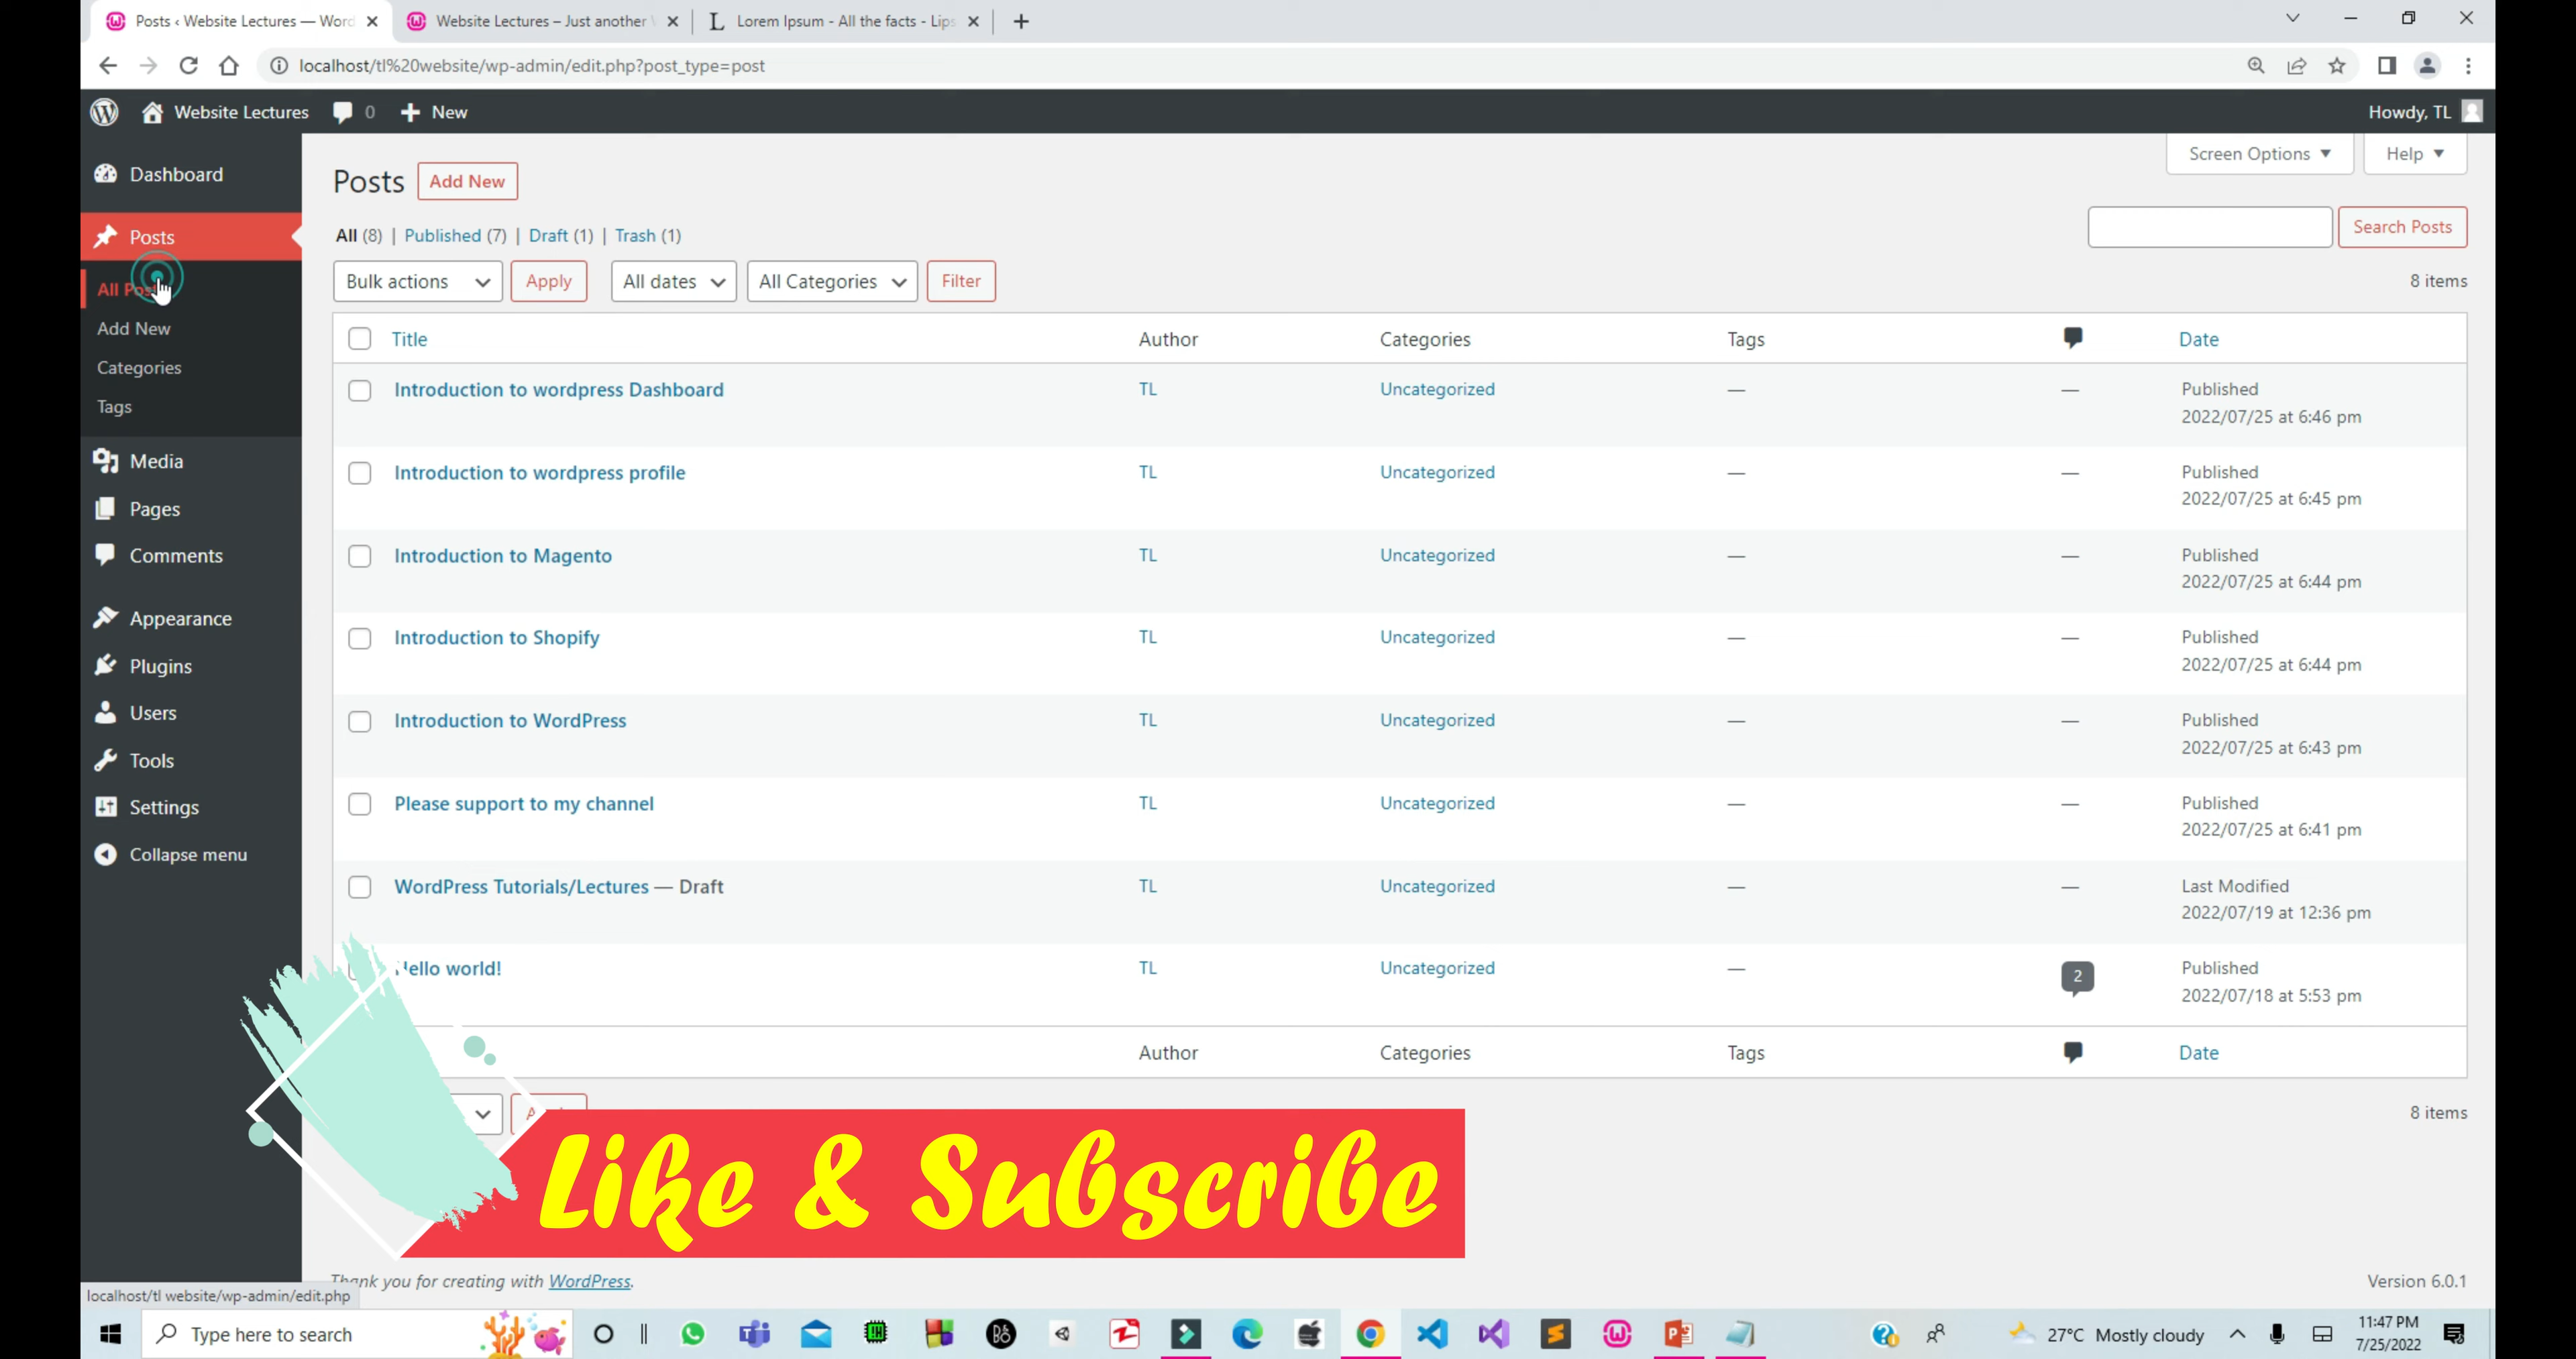 Posts ‹ Website Lectures — Word
Website Lectures – Just another
Lorem Ipsum - All the facts - Lips
localhost/tl%20website/wp-admin/edit.php?post_type=post
Website Lectures 0 New
Howdy, TL
Screen Options Help
Dashboard
Posts
All
Add New
Categories
Tags
Media
Pages
Comments
Appearance
Plugins
Users
Tools
Settings
Collapse menu
Posts Add New
All (8) | Published (7) | Draft (1) | Trash (1)
Search Posts
Bulk actions Apply All dates All Categories Filter
8 items
Title Author Categories Tags Date
Introduction to wordpress Dashboard TL Uncategorized — — Published
2022/07/25 at 6:46 pm
Introduction to wordpress profile TL Uncategorized — — Published
2022/07/25 at 6:45 pm
Introduction to Magento TL Uncategorized — — Published
2022/07/25 at 6:44 pm
Introduction to Shopify TL Uncategorized — — Published
2022/07/25 at 6:44 pm
Introduction to WordPress TL Uncategorized — — Published
2022/07/25 at 6:43 pm
Please support to my channel TL Uncategorized — — Published
2022/07/25 at 6:41 pm
WordPress Tutorials/Lectures — Draft TL Uncategorized — — Last Modified
2022/07/19 at 12:36 pm
Hello world! TL Uncategorized — 2 Published
2022/07/18 at 5:53 pm
Author Categories Tags Date
8 items
Like & Subscribe
Thank you for creating with WordPress.
Version 6.0.1
localhost/tl website/wp-admin/edit.php
Type here to search
27°C Mostly cloudy
11:47 PM
7/25/2022